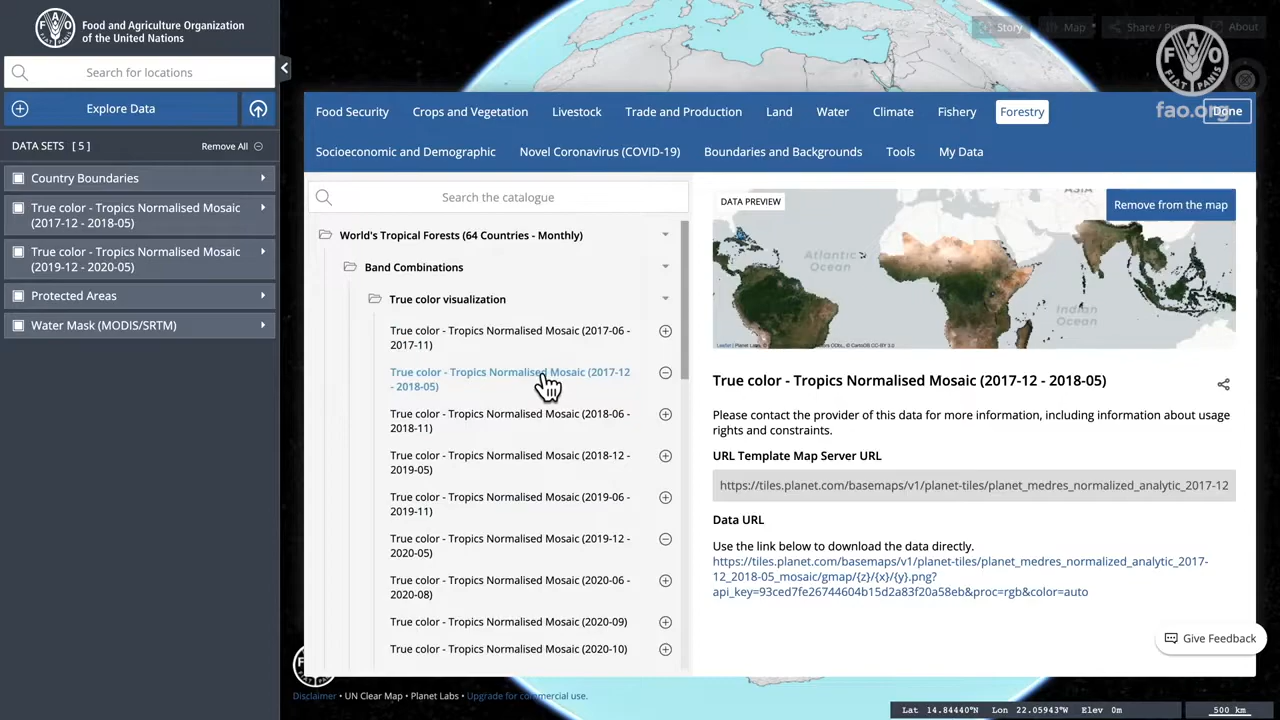 Food and Agriculture Organization
of the United Nations
Search for locations
Explore Data
DATA SETS [ 5 ]
Remove All
Country Boundaries
True color - Tropics Normalised Mosaic
(2017-12 - 2018-05)
True color - Tropics Normalised Mosaic
(2019-12 - 2020-05)
Protected Areas
Water Mask (MODIS/SRTM)
Story
Map
Share / Print
About
FAO
FIAT PANIS
fao.org
Done
Food Security
Crops and Vegetation
Livestock
Trade and Production
Land
Water
Climate
Fishery
Forestry
Socioeconomic and Demographic
Novel Coronavirus (COVID-19)
Boundaries and Backgrounds
Tools
My Data
Search the catalogue
World's Tropical Forests (64 Countries - Monthly)
Band Combinations
True color visualization
True color - Tropics Normalised Mosaic (2017-06 -
2017-11)
True color - Tropics Normalised Mosaic (2017-12
- 2018-05)
True color - Tropics Normalised Mosaic (2018-06 -
2018-11)
True color - Tropics Normalised Mosaic (2018-12 -
2019-05)
True color - Tropics Normalised Mosaic (2019-06 -
2019-11)
True color - Tropics Normalised Mosaic (2019-12 -
2020-05)
True color - Tropics Normalised Mosaic (2020-06 -
2020-08)
True color - Tropics Normalised Mosaic (2020-09)
True color - Tropics Normalised Mosaic (2020-10)
DATA PREVIEW
Remove from the map
ASIA
Atlantic
Ocean
Indian
Ocean
True color - Tropics Normalised Mosaic (2017-12 - 2018-05)
Please contact the provider of this data for more information, including information about usage
rights and constraints.
URL Template Map Server URL
https://tiles.planet.com/basemaps/v1/planet-tiles/planet_medres_normalized_analytic_2017-12
Data URL
Use the link below to download the data directly.
https://tiles.planet.com/basemaps/v1/planet-tiles/planet_medres_normalized_analytic_2017-
12_2018-05_mosaic/gmap/{z}/{x}/{y}.png?
api_key=93ced7fe26744604b15d2a83f20a58eb&proc=rgb&color=auto
Give Feedback
Disclaimer • UN Clear Map • Planet Labs • Upgrade for commercial use.
Lat 14.84440°N Lon 22.05943°W Elev 0m
500 km